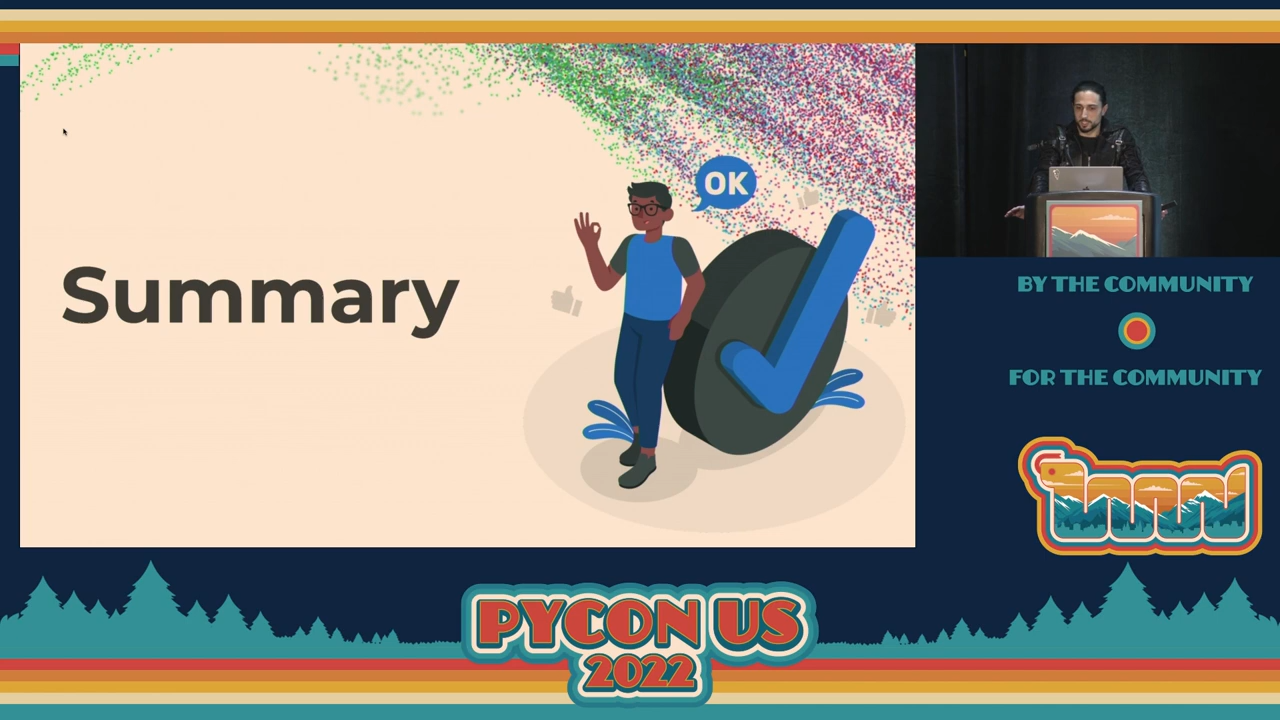 Summary
OK
BY THE COMMUNITY
FOR THE COMMUNITY
PYCON US
2022